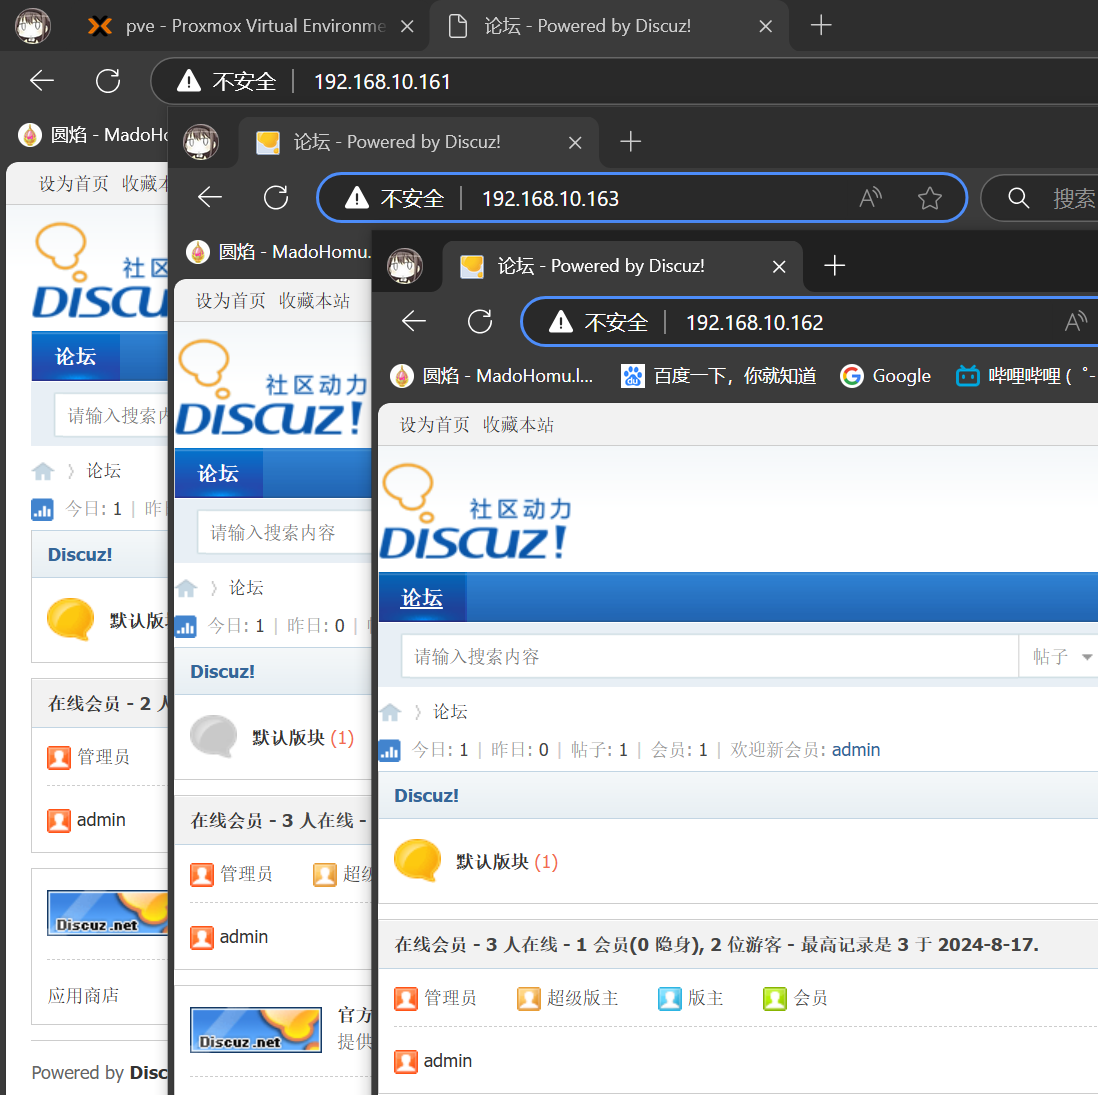 pve - Proxmox Virtual Environme
论坛 - Powered by Discuz!
不安全 192.168.10.161
圆焰 - MadoHo
设为首页 收藏本
社区
DISCU
论坛
请输入搜索内
论坛
今日: 1 | 昨日
Discuz!
默认版块
在线会员 - 2 人
管理员
admin
Discuz.net
应用商店
Powered by Disc
论坛 - Powered by Discuz!
不安全 192.168.10.163
搜索
圆焰 - MadoHomu.
设为首页 收藏本站
社区动力
DISCUZ!
论坛
请输入搜索内容
论坛
今日: 1 | 昨日: 0 |
Discuz!
默认版块 (1)
在线会员 - 3 人在线 -
管理员 超级
admin
Discuz.net
官方
提供
论坛 - Powered by Discuz!
不安全 192.168.10.162
圆焰 - MadoHomu.l... 百度一下，你就知道 Google 哔哩哔哩 ( ゜-
设为首页 收藏本站
社区动力
DISCUZ!
论坛
请输入搜索内容 帖子
论坛
今日: 1 | 昨日: 0 | 帖子: 1 | 会员: 1 | 欢迎新会员: admin
Discuz!
默认版块 (1)
在线会员 - 3 人在线 - 1 会员(0 隐身), 2 位游客 - 最高记录是 3 于 2024-8-17.
管理员 超级版主 版主 会员
admin